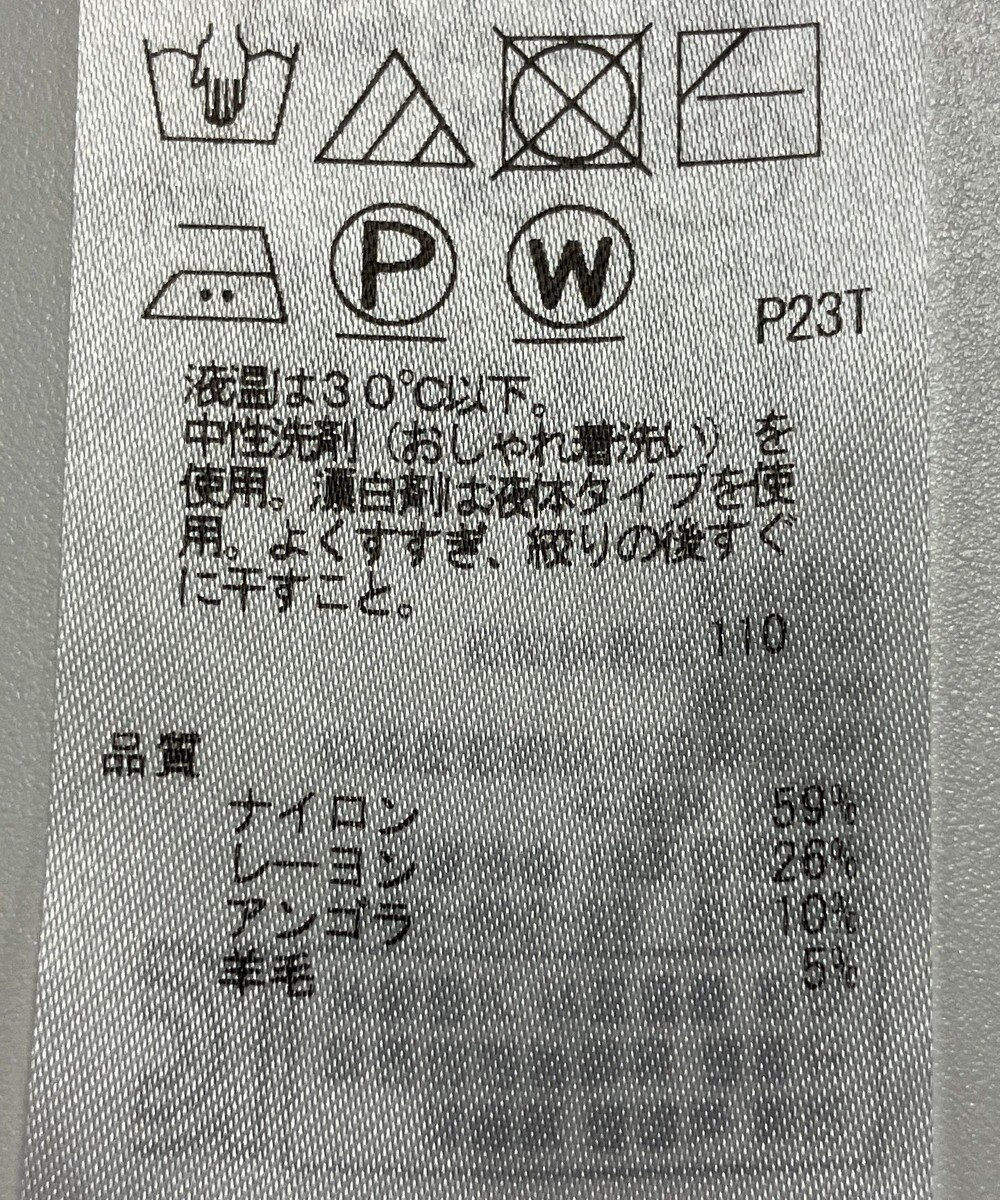 P W
P23T
液温は30℃以下。
中性洗剤(おしゃれ着洗い)を
使用。漂白剤は液体タイプを使
用。よくすすぎ、絞りの後すぐ
に干すこと。
110
品質
ナイロン 59%
レーヨン 26%
アンゴラ 10%
羊毛 5%